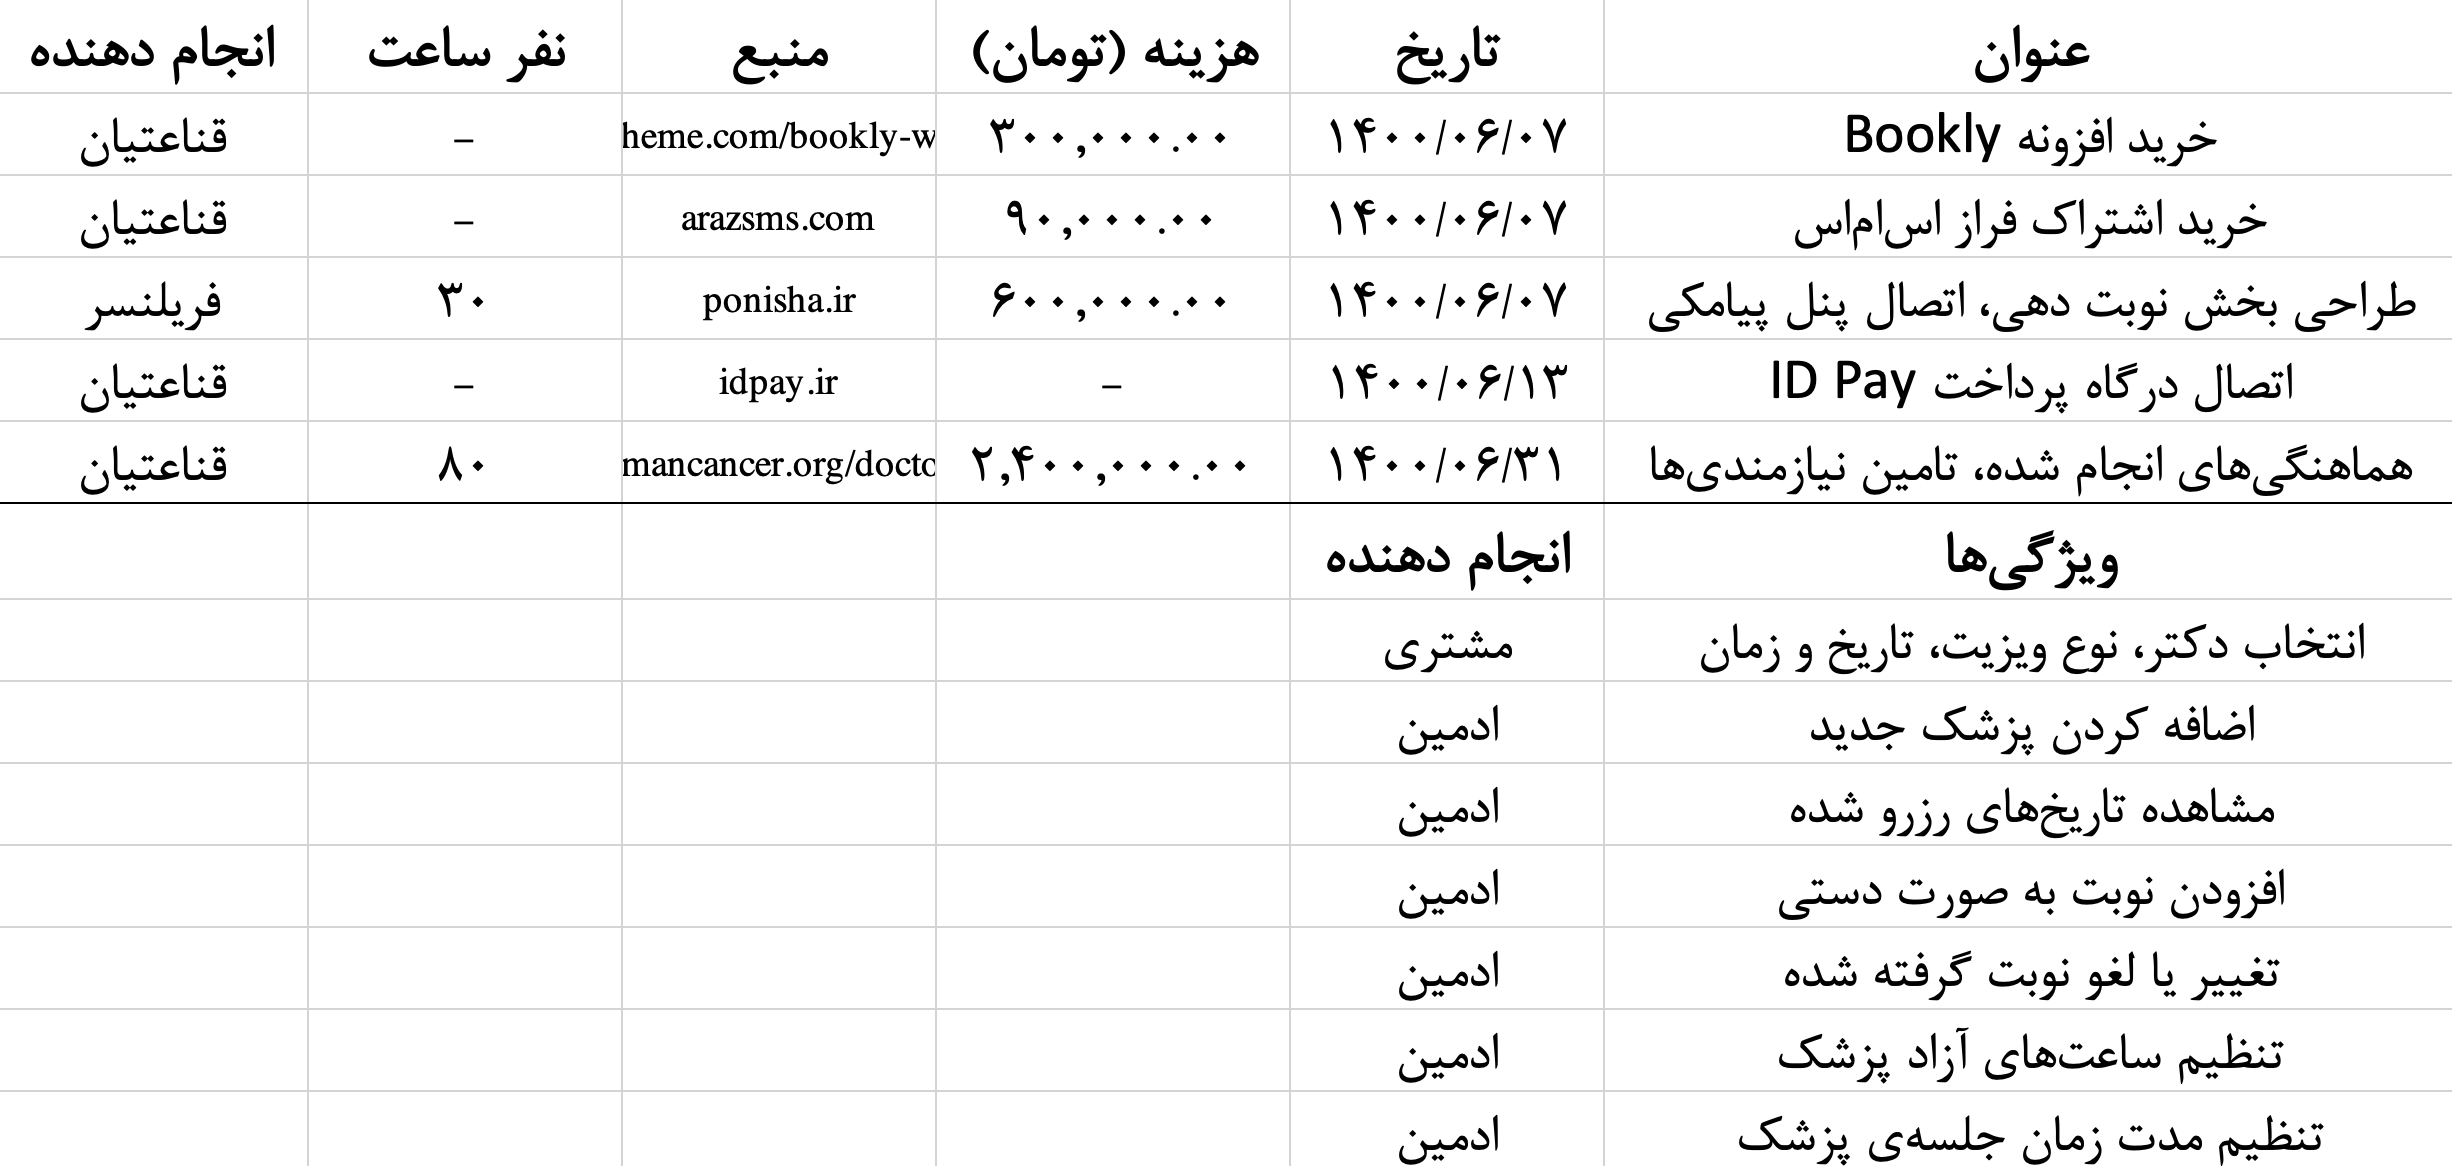 عنوان تاریخ هزینه (تومان) منبع نفر ساعت انجام دهنده
خرید افزونه Bookly ۱۴۰۰/۰۶/۰۷ ۳۰۰,۰۰۰.۰۰ heme.com/bookly-w – قناعتیان
خرید اشتراک فراز اس‌ام‌اس ۱۴۰۰/۰۶/۰۷ ۹۰,۰۰۰.۰۰ arazsms.com – قناعتیان
طراحی بخش نوبت دهی، اتصال پنل پیامکی ۱۴۰۰/۰۶/۰۷ ۶۰۰,۰۰۰.۰۰ ponisha.ir ۳۰ فریلنسر
اتصال درگاه پرداخت ID Pay ۱۴۰۰/۰۶/۱۳ – idpay.ir – قناعتیان
هماهنگی‌های انجام شده، تامین نیازمندی‌ها ۱۴۰۰/۰۶/۳۱ ۲,۴۰۰,۰۰۰.۰۰ mancancer.org/docto ۸۰ قناعتیان
ویژگی‌ها انجام دهنده
انتخاب دکتر، نوع ویزیت، تاریخ و زمان مشتری
اضافه کردن پزشک جدید ادمین
مشاهده تاریخ‌های رزرو شده ادمین
افزودن نوبت به صورت دستی ادمین
تغییر یا لغو نوبت گرفته شده ادمین
تنظیم ساعت‌های آزاد پزشک ادمین
تنظیم مدت زمان جلسه‌ی پزشک ادمین